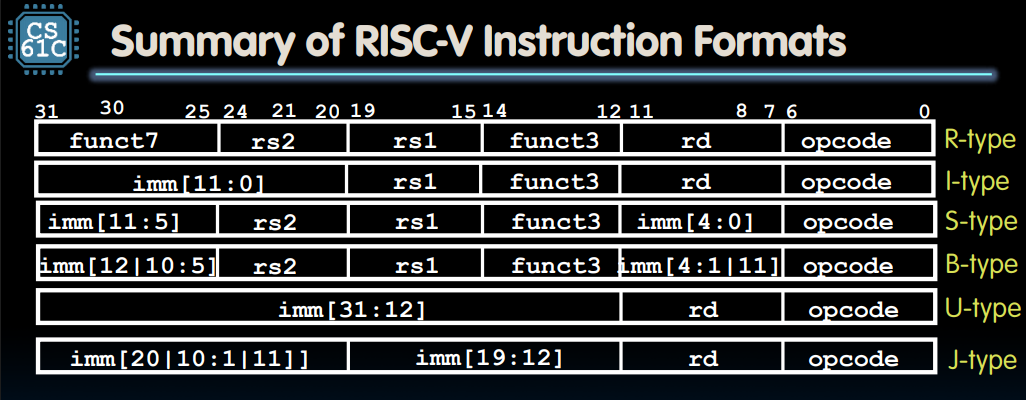 CS
61C
Summary of RISC-V Instruction Formats
31 30 25 24 21 20 19 15 14 12 11 8 7 6 0
funct7 rs2 rs1 funct3 rd opcode R-type
imm[11:0] rs1 funct3 rd opcode I-type
imm[11:5] rs2 rs1 funct3 imm[4:0] opcode S-type
imm[12|10:5] rs2 rs1 funct3 imm[4:1|11] opcode B-type
imm[31:12] rd opcode U-type
imm[20|10:1|11]] imm[19:12] rd opcode J-type